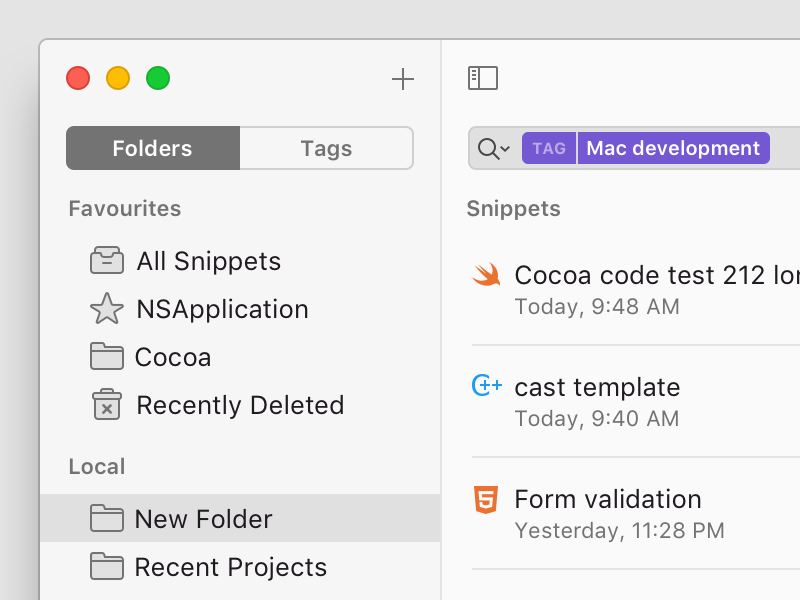 Folders
Tags
Favourites
All Snippets
NSApplication
Cocoa
Recently Deleted
Local
New Folder
Recent Projects
TAG Mac development
Snippets
Cocoa code test 212
Today, 9:48 AM
C++ cast template
Today, 9:40 AM
5 Form validation
Yesterday, 11:28 PM